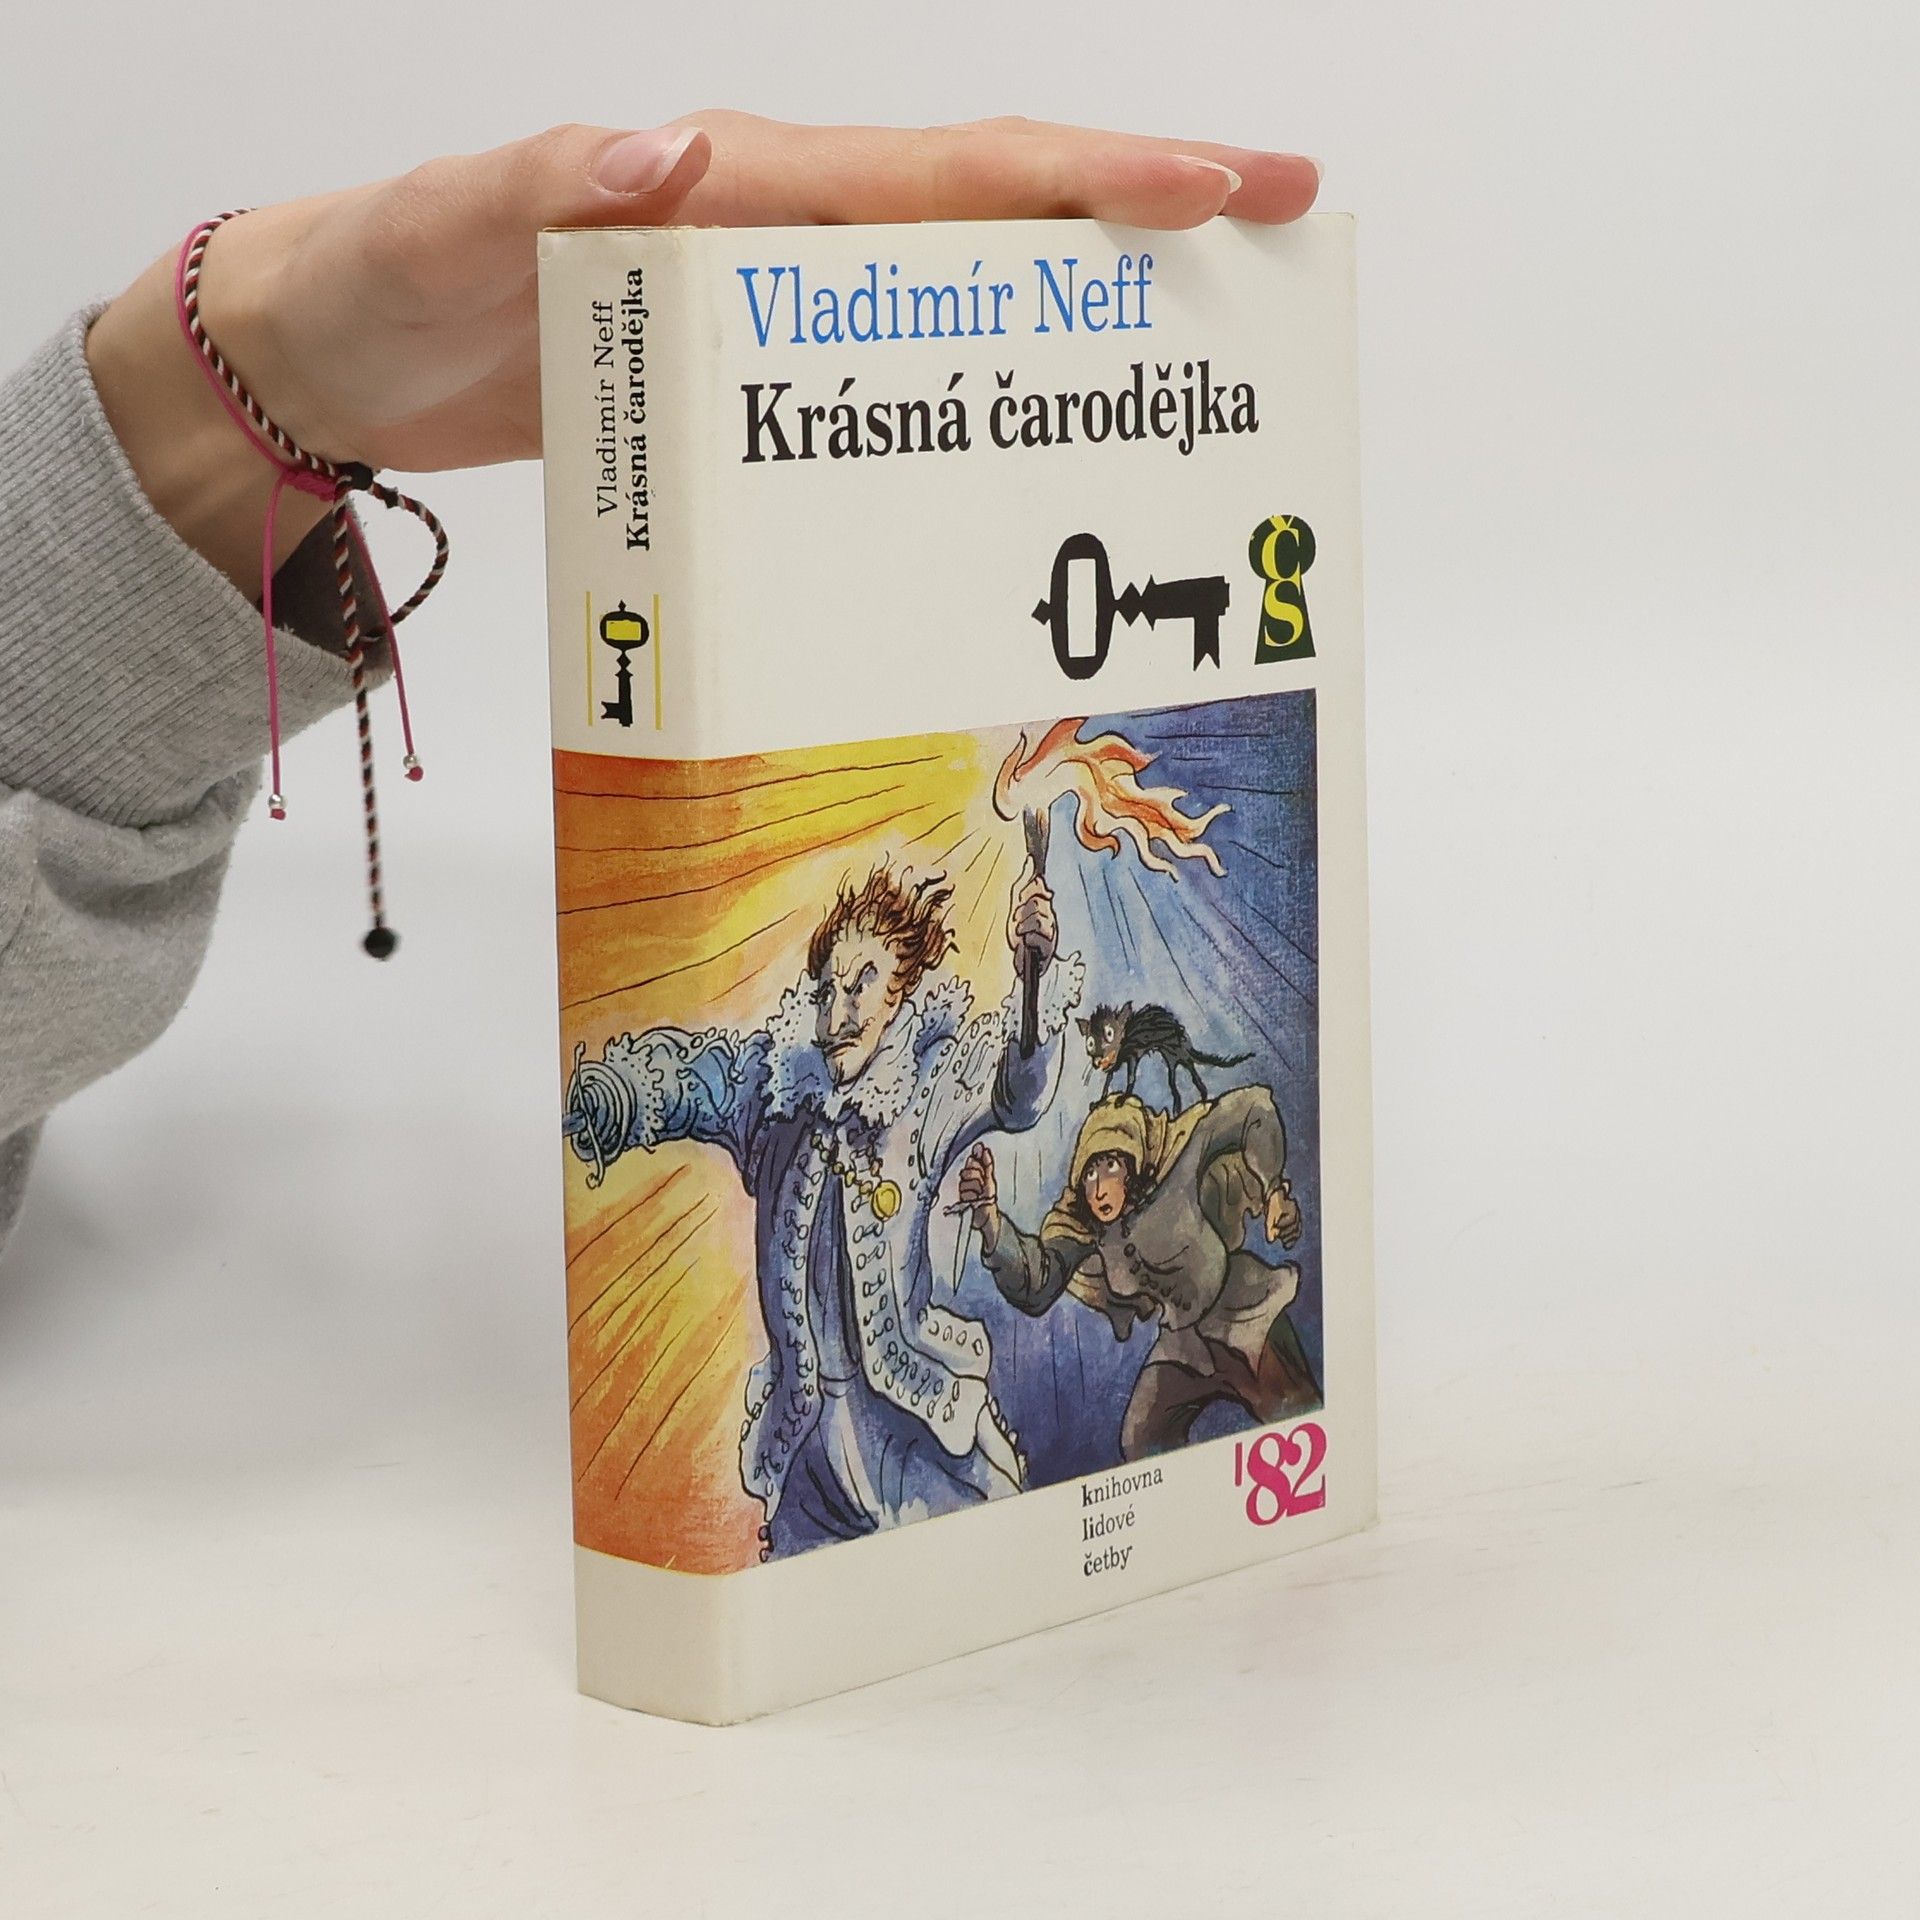 Vladimír Neff
Krásná čarodějka
Vladimír Neff
Krásná čarodějka
ČS
knihovna
lidové
četby
'82